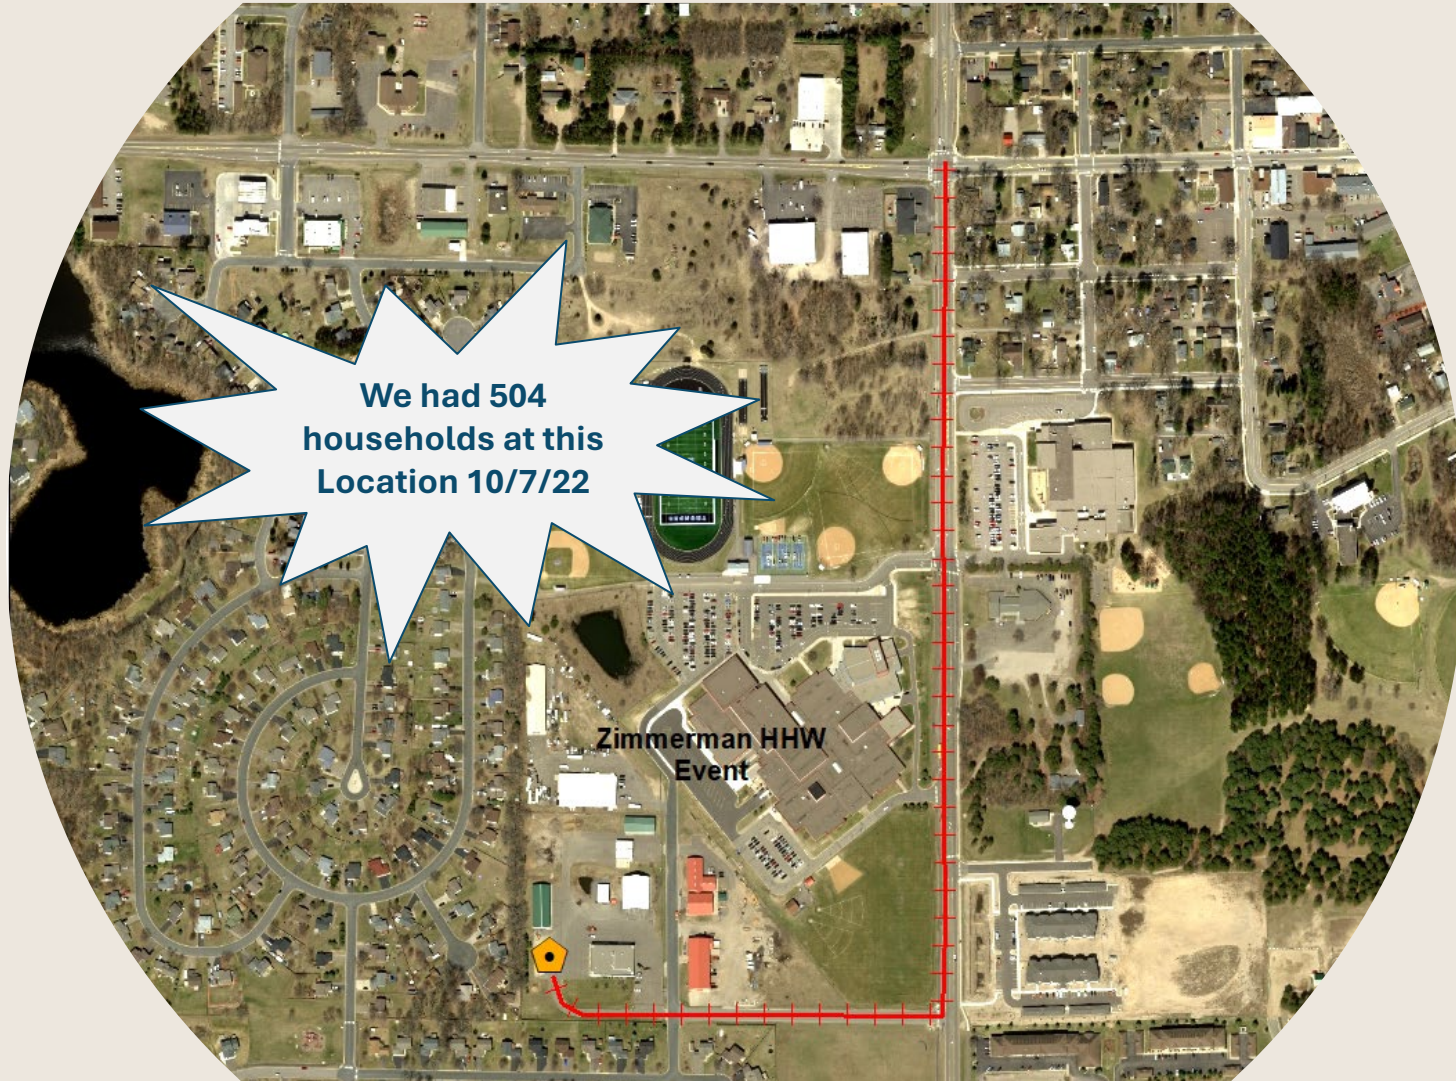 We had 504
households at this
Location 10/7/22
Zimmerman HHW
Event